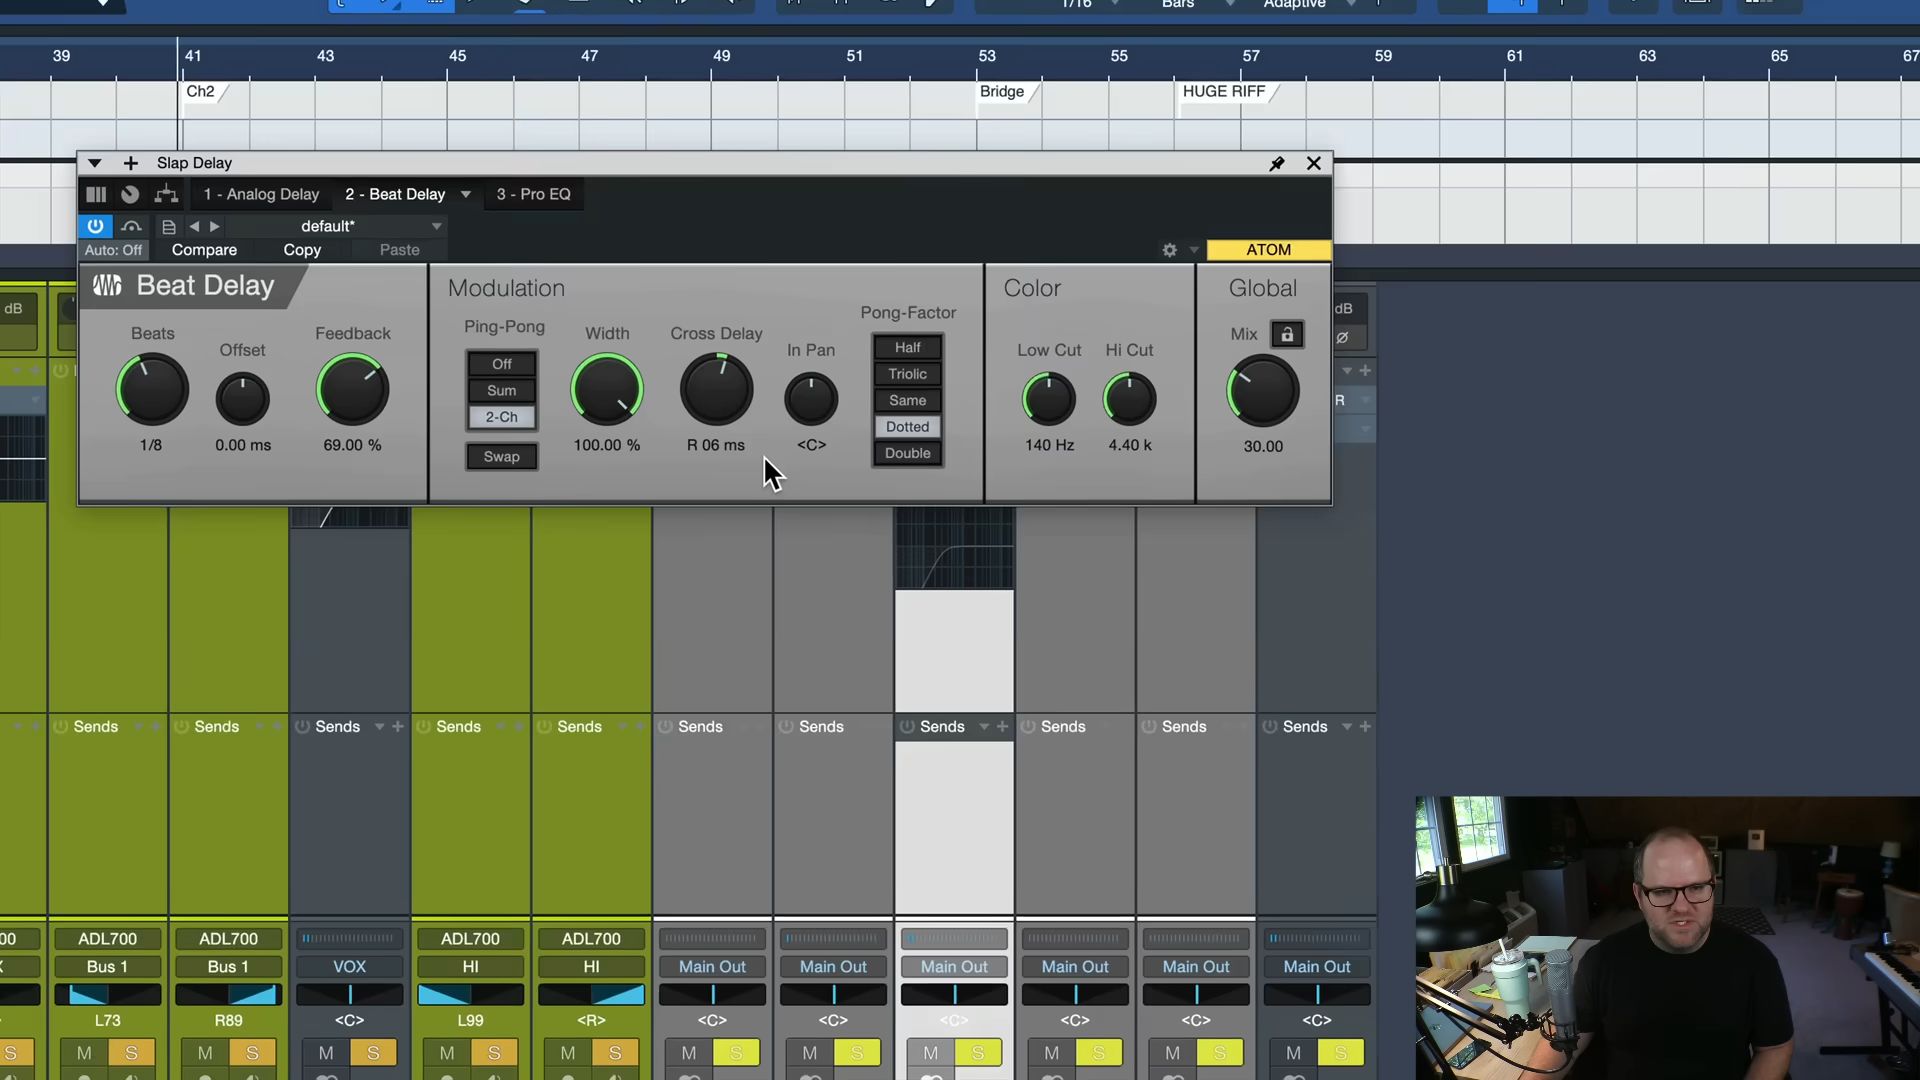 1/16 Bars Adaptive
39 41 43 45 47 49 51 53 55 57 59 61 63 65 67
Ch2 Bridge HUGE RIFF
Slap Delay
1 - Analog Delay 2 - Beat Delay 3 - Pro EQ
default*
Auto: Off Compare Copy Paste ATOM
Beat Delay Modulation Color Global
Beats Offset Feedback
1/8 0.00 ms 69.00 %
Ping-Pong
Off
Sum
2-Ch
Swap
Width Cross Delay In Pan
100.00 % R 06 ms <C>
Pong-Factor
Half
Triolic
Same
Dotted
Double
Low Cut Hi Cut
140 Hz 4.40 k
Mix
30.00
dB dB
R
Sends Sends Sends Sends Sends Sends Sends Sends Sends Sends Sends
00 ADL700 ADL700 ADL700 ADL700
Bus 1 Bus 1 VOX HI HI Main Out Main Out Main Out Main Out Main Out Main Out
L73 R89 <C> L99 <R> <C> <C> <C> <C> <C> <C>
S M S M S M S M S M S M S M S M S M S M S M S